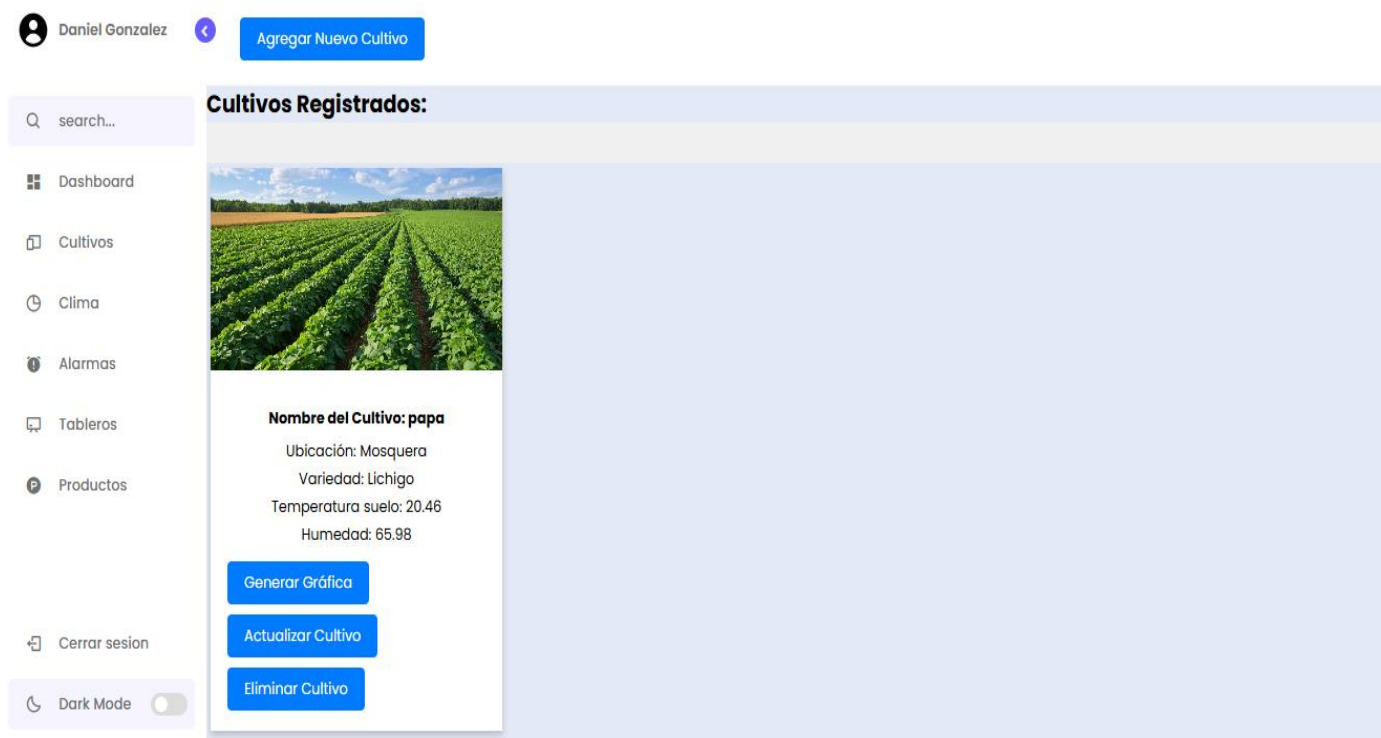 Daniel Gonzalez
Agregar Nuevo Cultivo
search...
Dashboard
Cultivos
Clima
Alarmas
Tableros
Productos
Cerrar sesion
Dark Mode
Cultivos Registrados:
Nombre del Cultivo: papa
Ubicación: Mosquera
Variedad: Lichigo
Temperatura suelo: 20.46
Humedad: 65.98
Generar Gráfica
Actualizar Cultivo
Eliminar Cultivo